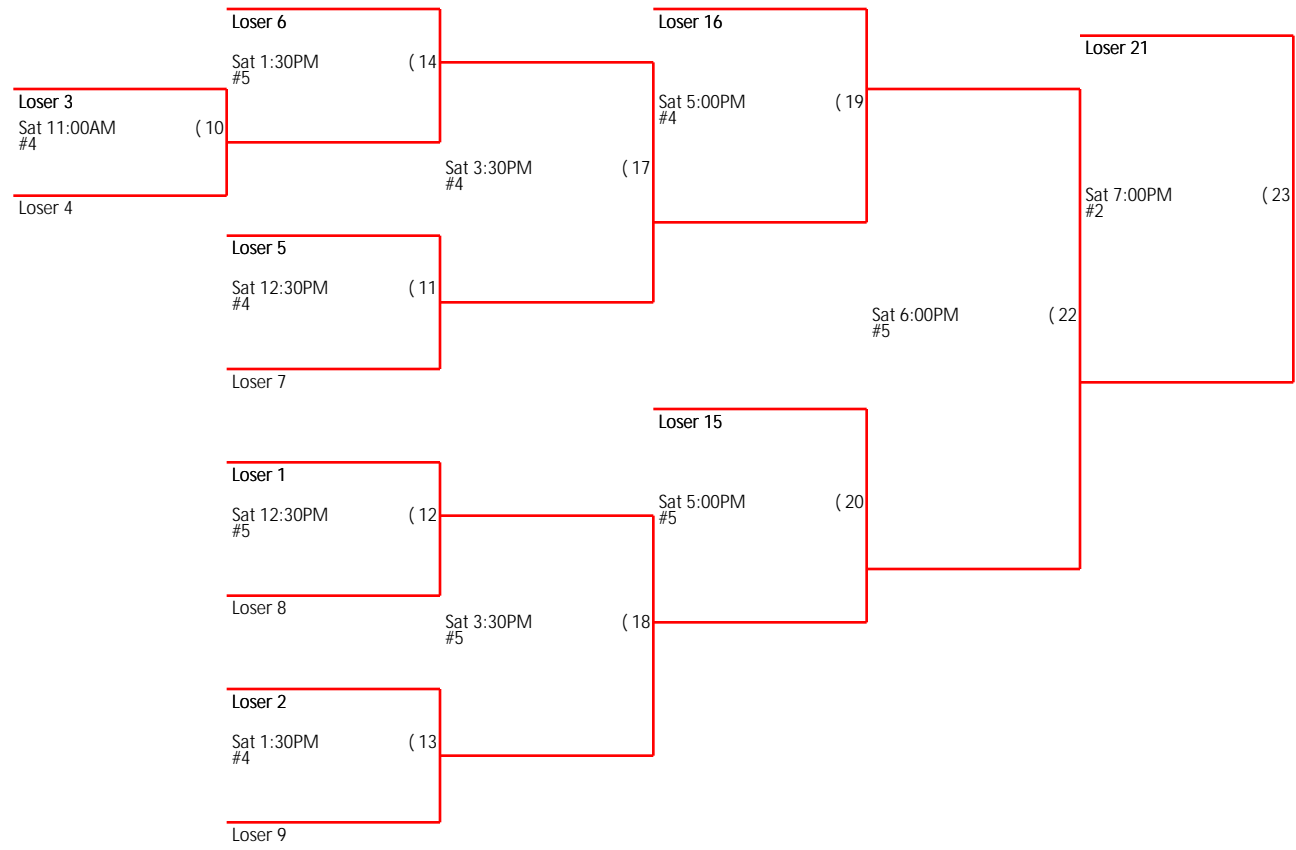 Loser 6
Sat 1:30PM ( 14
#5
Loser 3
Sat 11:00AM ( 10
#4
Loser 4
Sat 3:30PM ( 17
#4
Loser 5
Sat 12:30PM ( 11
#4
Loser 7
Loser 16
Sat 5:00PM ( 19
#4
Loser 21
Sat 7:00PM ( 23
#2
Sat 6:00PM ( 22
#5
Loser 15
Sat 5:00PM ( 20
#5
Loser 1
Sat 12:30PM ( 12
#5
Loser 8
Sat 3:30PM ( 18
#5
Loser 2
Sat 1:30PM ( 13
#4
Loser 9